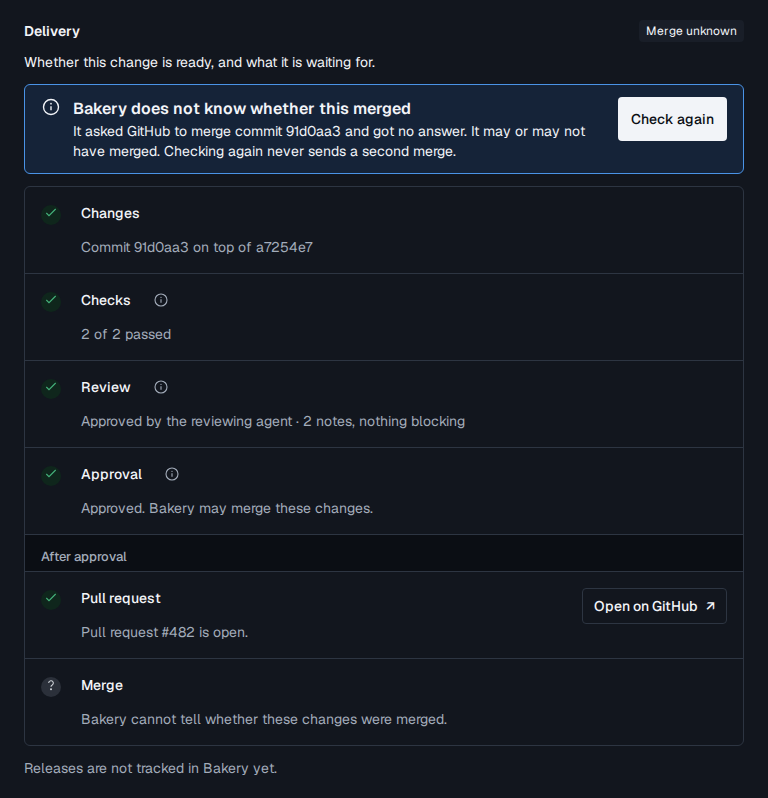 Delivery
Merge unknown
Whether this change is ready, and what it is waiting for.
Bakery does not know whether this merged
It asked GitHub to merge commit 91d0aa3 and got no answer. It may or may not
have merged. Checking again never sends a second merge.
Check again
Changes
Commit 91d0aa3 on top of a7254e7
Checks
2 of 2 passed
Review
Approved by the reviewing agent · 2 notes, nothing blocking
Approval
Approved. Bakery may merge these changes.
After approval
Pull request
Pull request #482 is open.
Open on GitHub ↗
? Merge
Bakery cannot tell whether these changes were merged.
Releases are not tracked in Bakery yet.